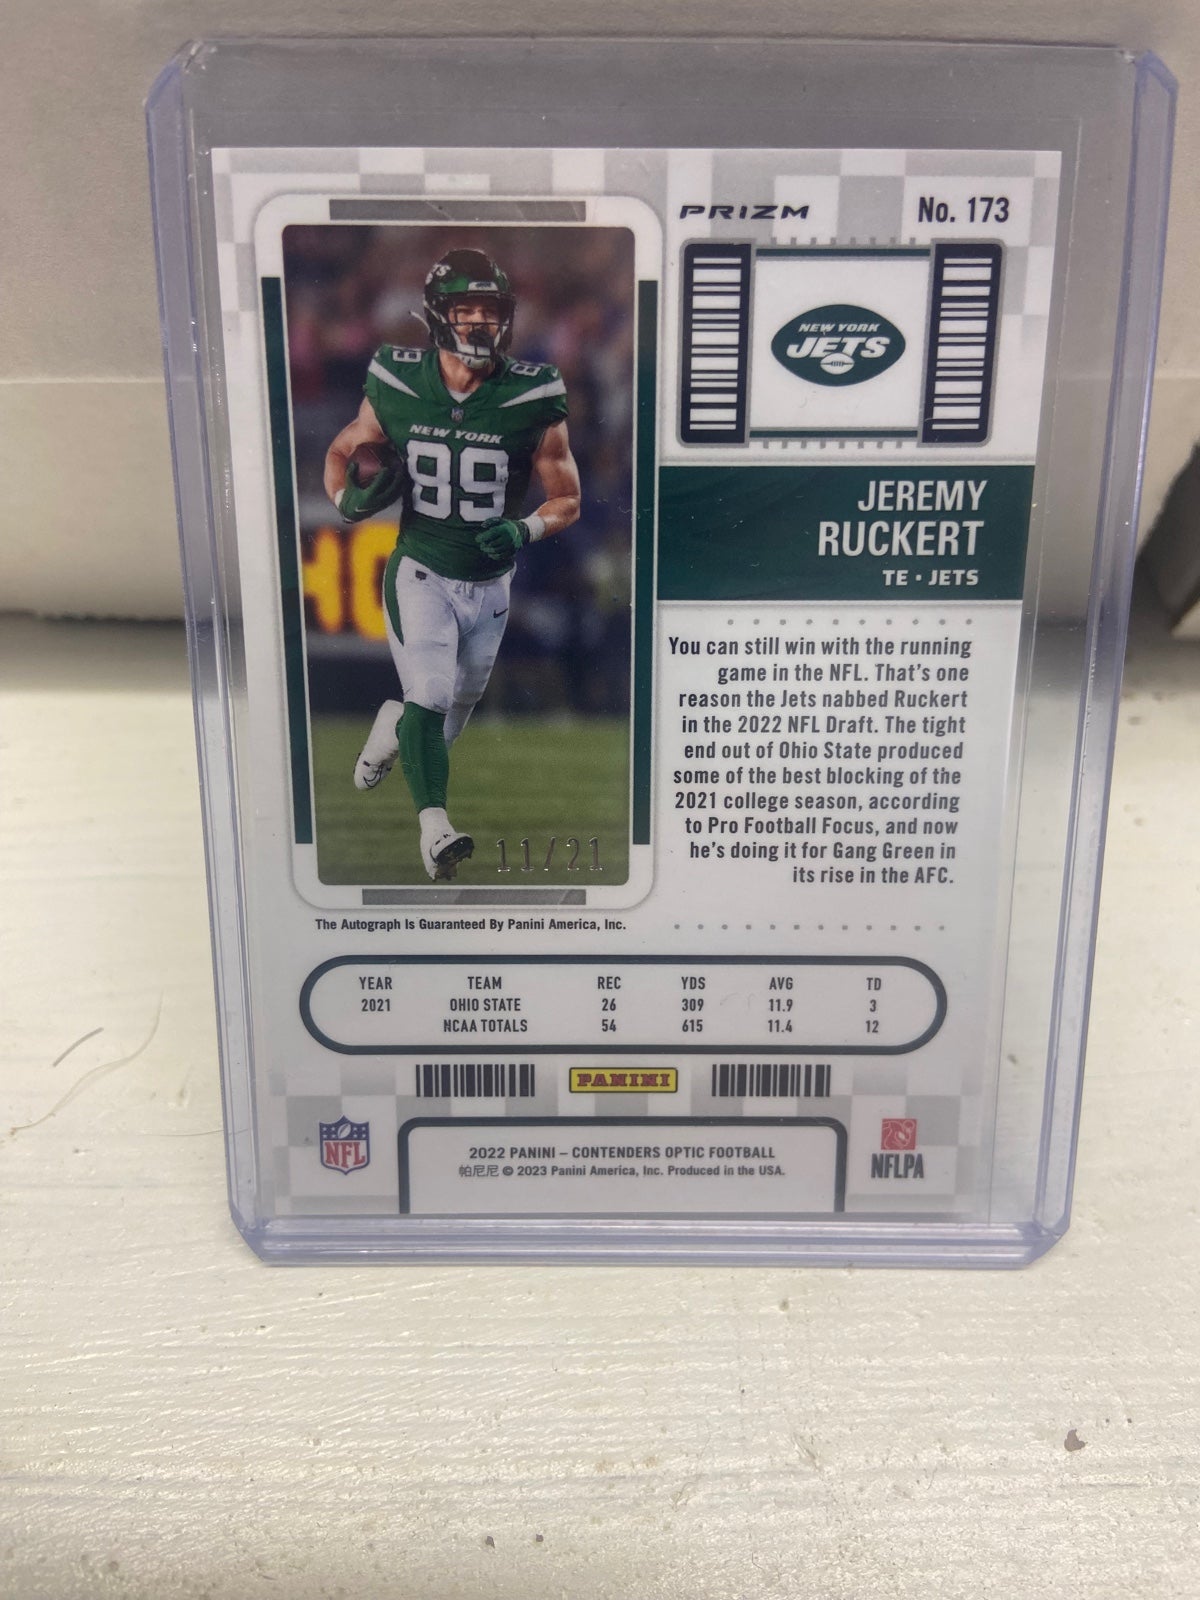 PRIZM
No. 173
NEW YORK
JETS
89
89
NEW YORK
89
HO
11/21
JEREMY
RUCKERT
TE • JETS
You can still win with the running
game in the NFL. That's one
reason the Jets nabbed Ruckert
in the 2022 NFL Draft. The tight
end out of Ohio State produced
some of the best blocking of the
2021 college season, according
to Pro Football Focus, and now
he's doing it for Gang Green in
its rise in the AFC.
The Autograph Is Guaranteed By Panini America, Inc.
YEAR TEAM REC YDS AVG TD
2021 OHIO STATE 26 309 11.9 3
NCAA TOTALS 54 615 11.4 12
PANINI
NFL
2022 PANINI – CONTENDERS OPTIC FOOTBALL
帕尼尼 © 2023 Panini America, Inc. Produced in the USA.
NFLPA